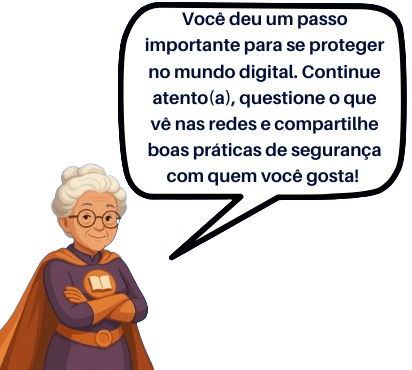 Você deu um passo
importante para se proteger
no mundo digital. Continue
atento(a), questione o que
vê nas redes e compartilhe
boas práticas de segurança
com quem você gosta!